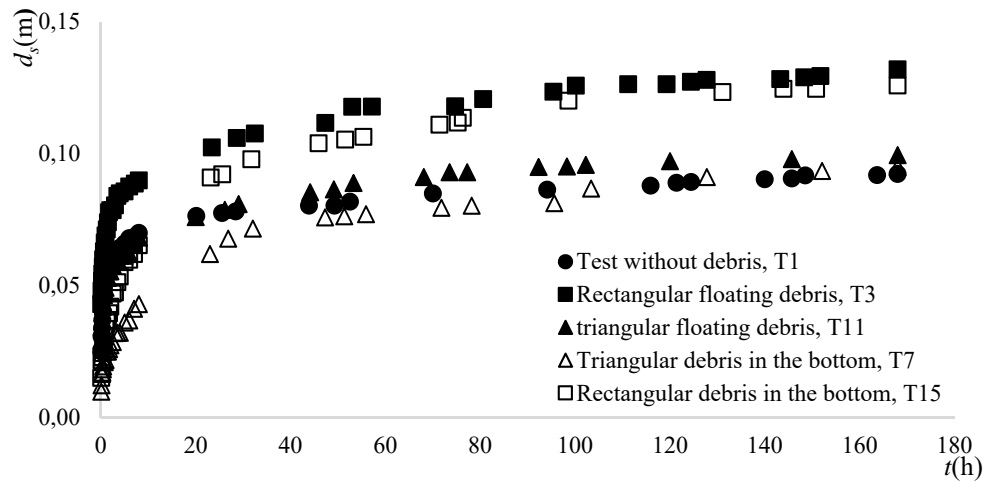 0,15
d_s(m)
0,10
0,05
0,00
Test without debris, T1
Rectangular floating debris, T3
triangular floating debris, T11
Triangular debris in the bottom, T7
Rectangular debris in the bottom, T15
0 20 40 60 80 100 120 140 160 180
t(h)